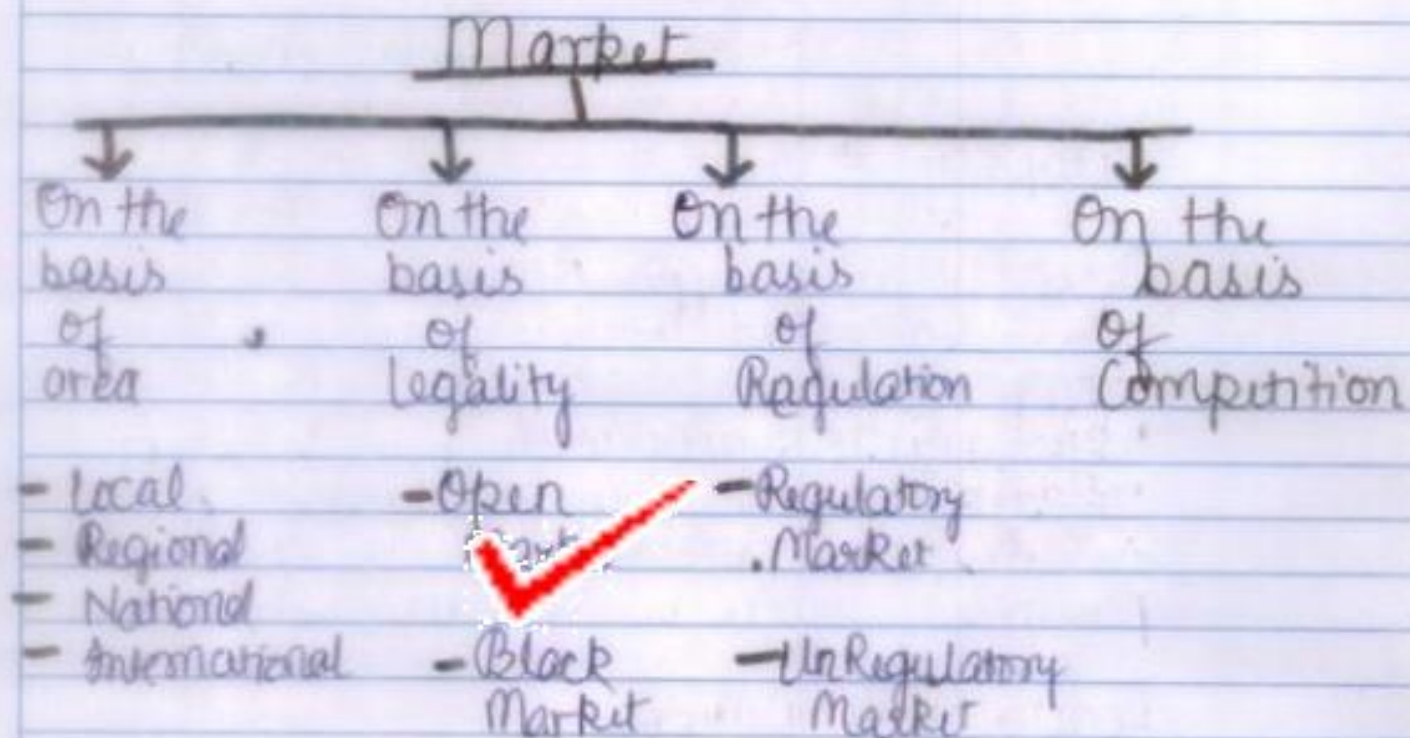 Market
On the On the On the On the
basis basis basis basis
of of of Of
area Legality Ragulation Competition
- Local - Open - Regulatory
- Regional Market
- National
- International - Black - UnRegulatory
Market Market